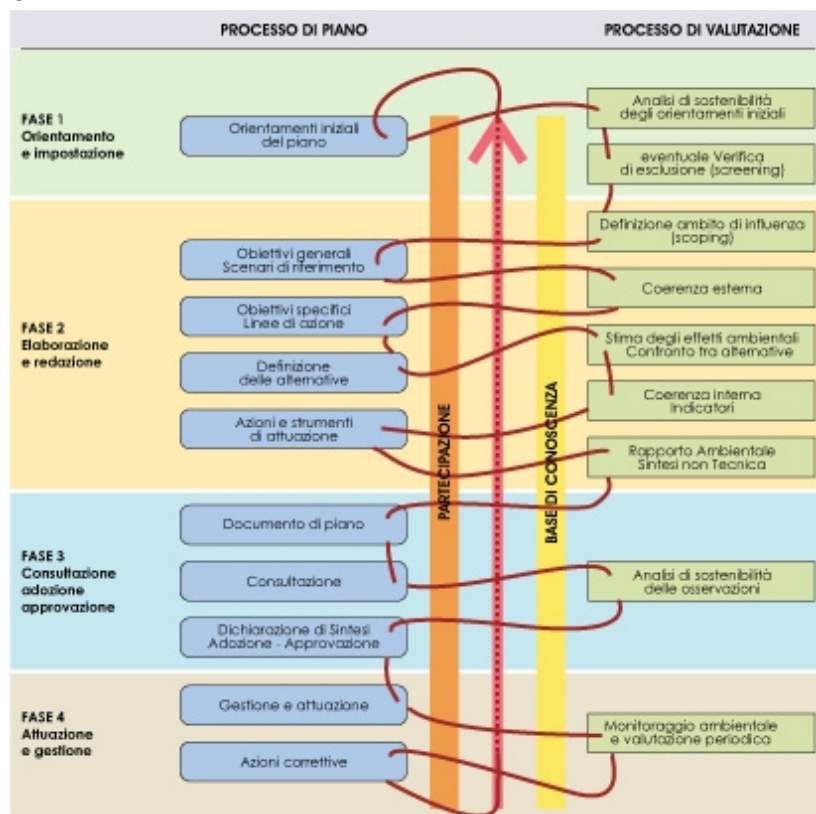 PROCESSO DI PIANO
PROCESSO DI VALUTAZIONE
FASE 1
Orientamento
e impostazione
Orientamenti iniziali
del piano
Analisi di sostenibilità
degli orientamenti iniziali
eventuale Verifica
di esclusione (screening)
FASE 2
Elaborazione
e redazione
Obiettivi generali
Scenari di riferimento
Obiettivi specifici
Linee di azione
Definizione
delle alternative
Azioni e strumenti
di attuazione
Definizione ambito di influenza
(scoping)
Coerenza esterna
Stima degli effetti ambientali
Confronto tra alternative
Coerenza interna
Indicatori
Rapporto Ambientale
Sintesi non Tecnica
PARTECIPAZIONE
BASE DI CONOSCENZA
FASE 3
Consultazione
adozione
approvazione
Documento di piano
Consultazione
Dichiarazione di Sintesi
Adozione - Approvazione
Analisi di sostenibilità
delle osservazioni
FASE 4
Attuazione
e gestione
Gestione e attuazione
Azioni correttive
Monitoraggio ambientale
e valutazione periodica